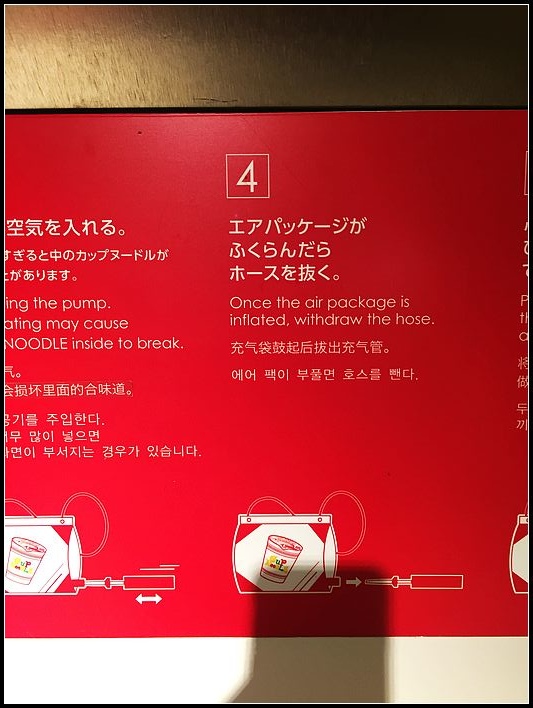 空気を入れる。
すぎると中のカップヌードルが
があります。
ing the pump.
ating may cause
NOODLE inside to break.
气。
会损坏里面的合味道。
공기를 주입한다.
너무 많이 넣으면
라면이 부서지는 경우가 있습니다.
4
エアパッケージが
ふくらんだら
ホースを抜く。
Once the air package is
inflated, withdraw the hose.
充气袋鼓起后拔出充气管。
에어 팩이 부풀면 호스를 뺀다.
P
th
a
将
做
두
끼